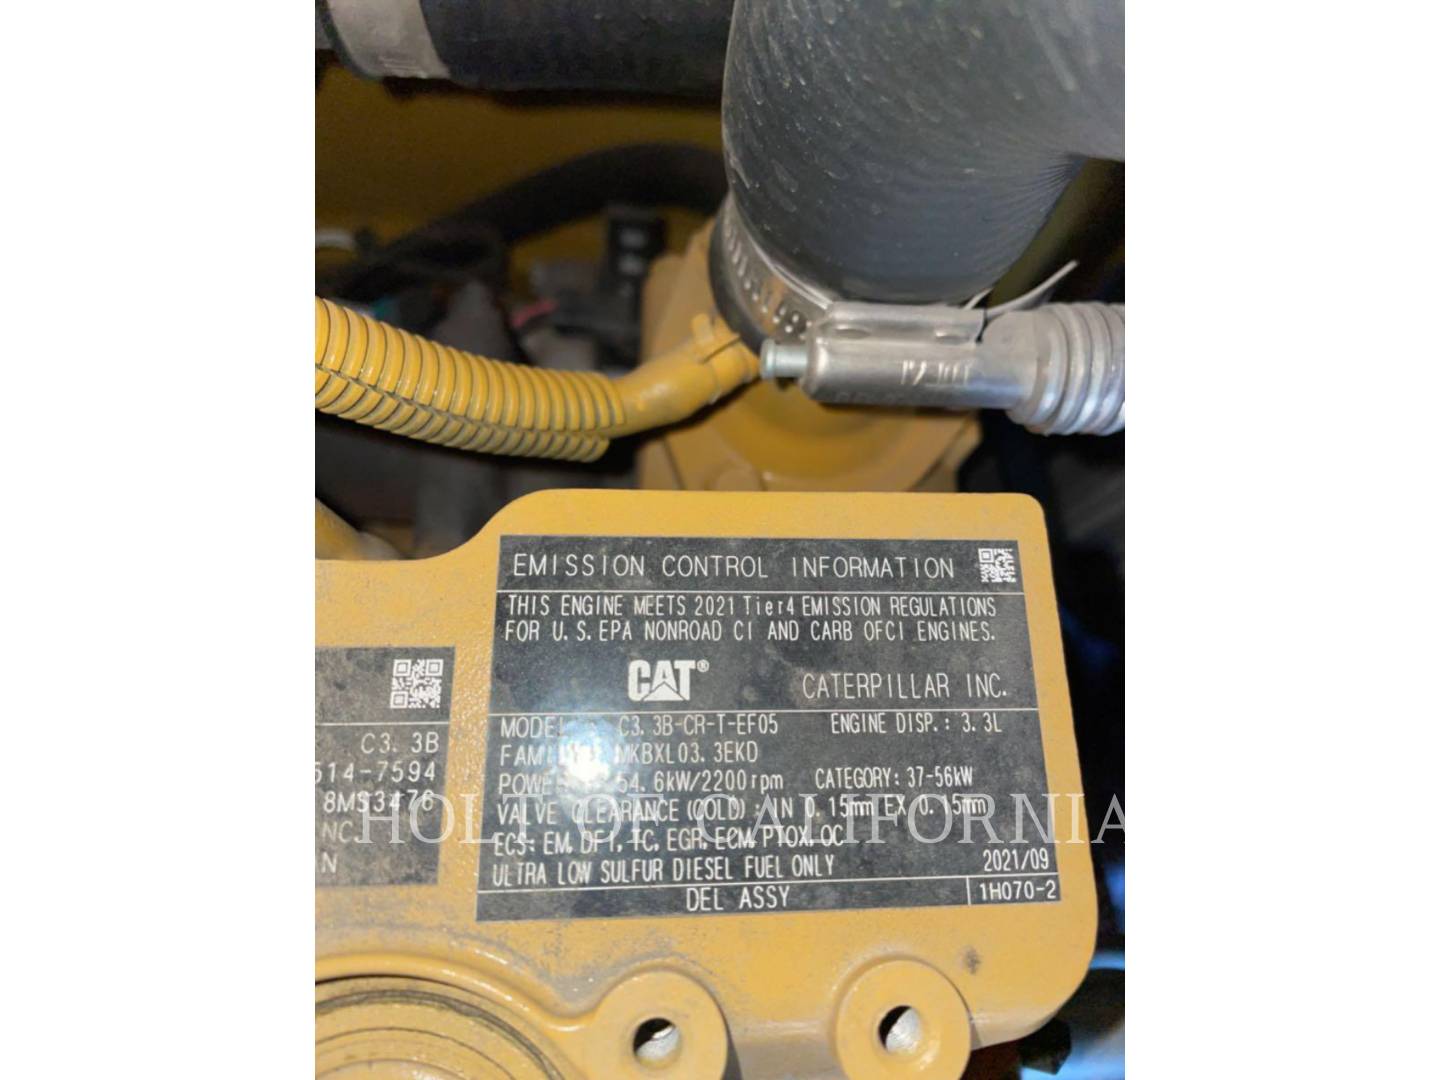 EMISSION CONTROL INFORMATION
THIS ENGINE MEETS 2021 Tier4 EMISSION REGULATIONS
FOR U.S. EPA NONROAD CI AND CARB OFCI ENGINES.
CAT®
CATERPILLAR INC.
MODEL C3.3B-CR-T-EF05 ENGINE DISP.: 3.3L
MKBXL03.3EKD
54.6kW/2200rpm CATEGORY: 37-56kW
VALVE CLEARANCE (COLD): IN 0.15mm EX 0.15mm
ECS: EM, DFI, TC, EGR, ECM, PTOX, OC
ULTRA LOW SULFUR DIESEL FUEL ONLY 2021/09
DEL ASSY 1H070-2
C3.3B
514-7594
8MS3476
NC.
N
HOLT OF CALIFORNIA